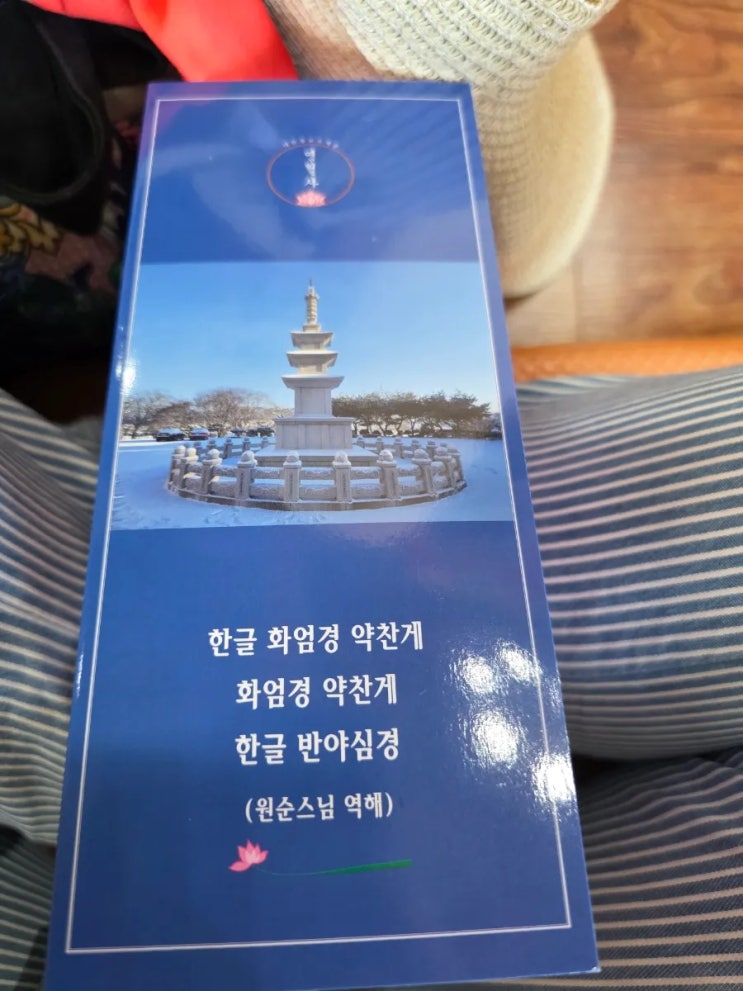 한글 화엄경 약찬게
화엄경 약찬게
한글 반야심경
(원순스님 역해)